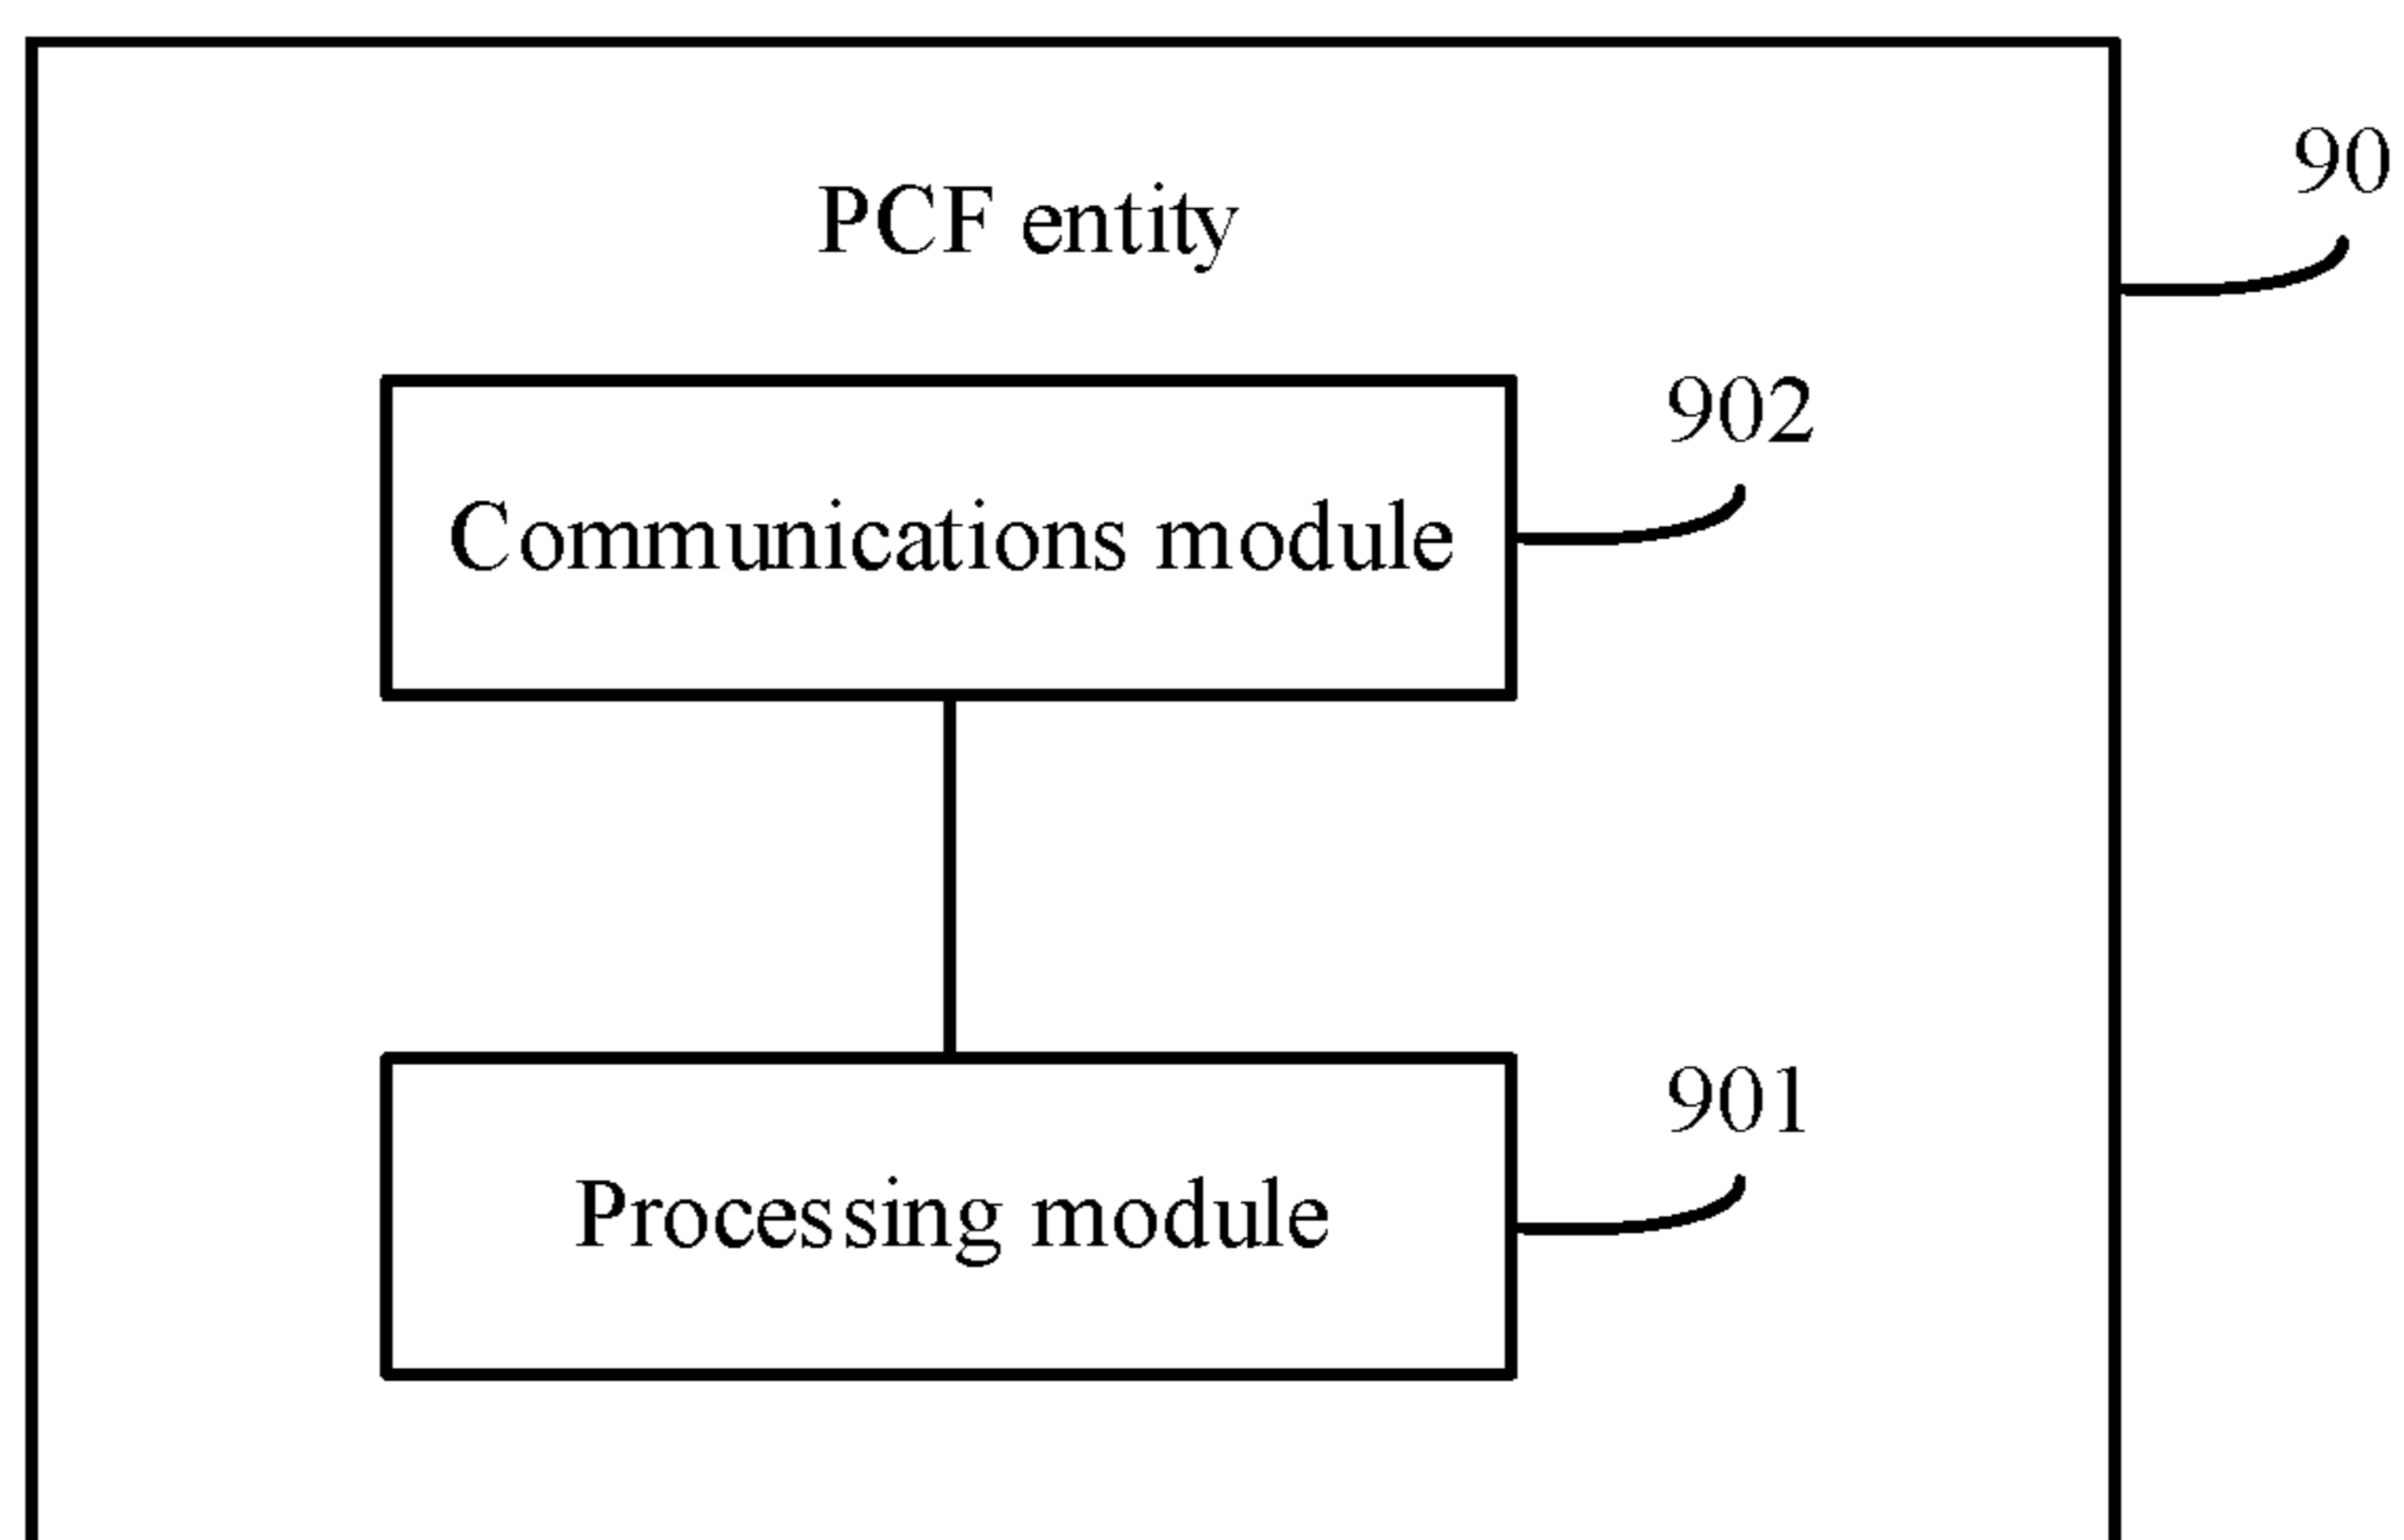 90
PCF entity
902
Communications module
901
Processing module